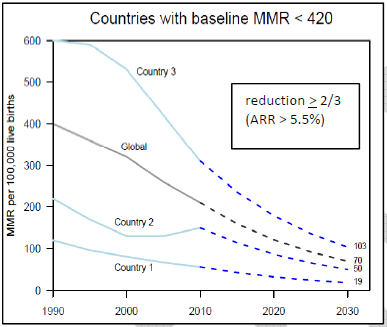 Countries with baseline MMR < 420
MMR per 100,000 live births
600
500
400
300
200
100
0
Country 3
Global
Country 2
Country 1
reduction ≥ 2/3
(ARR > 5.5%)
103
70
50
19
1990
2000
2010
2020
2030